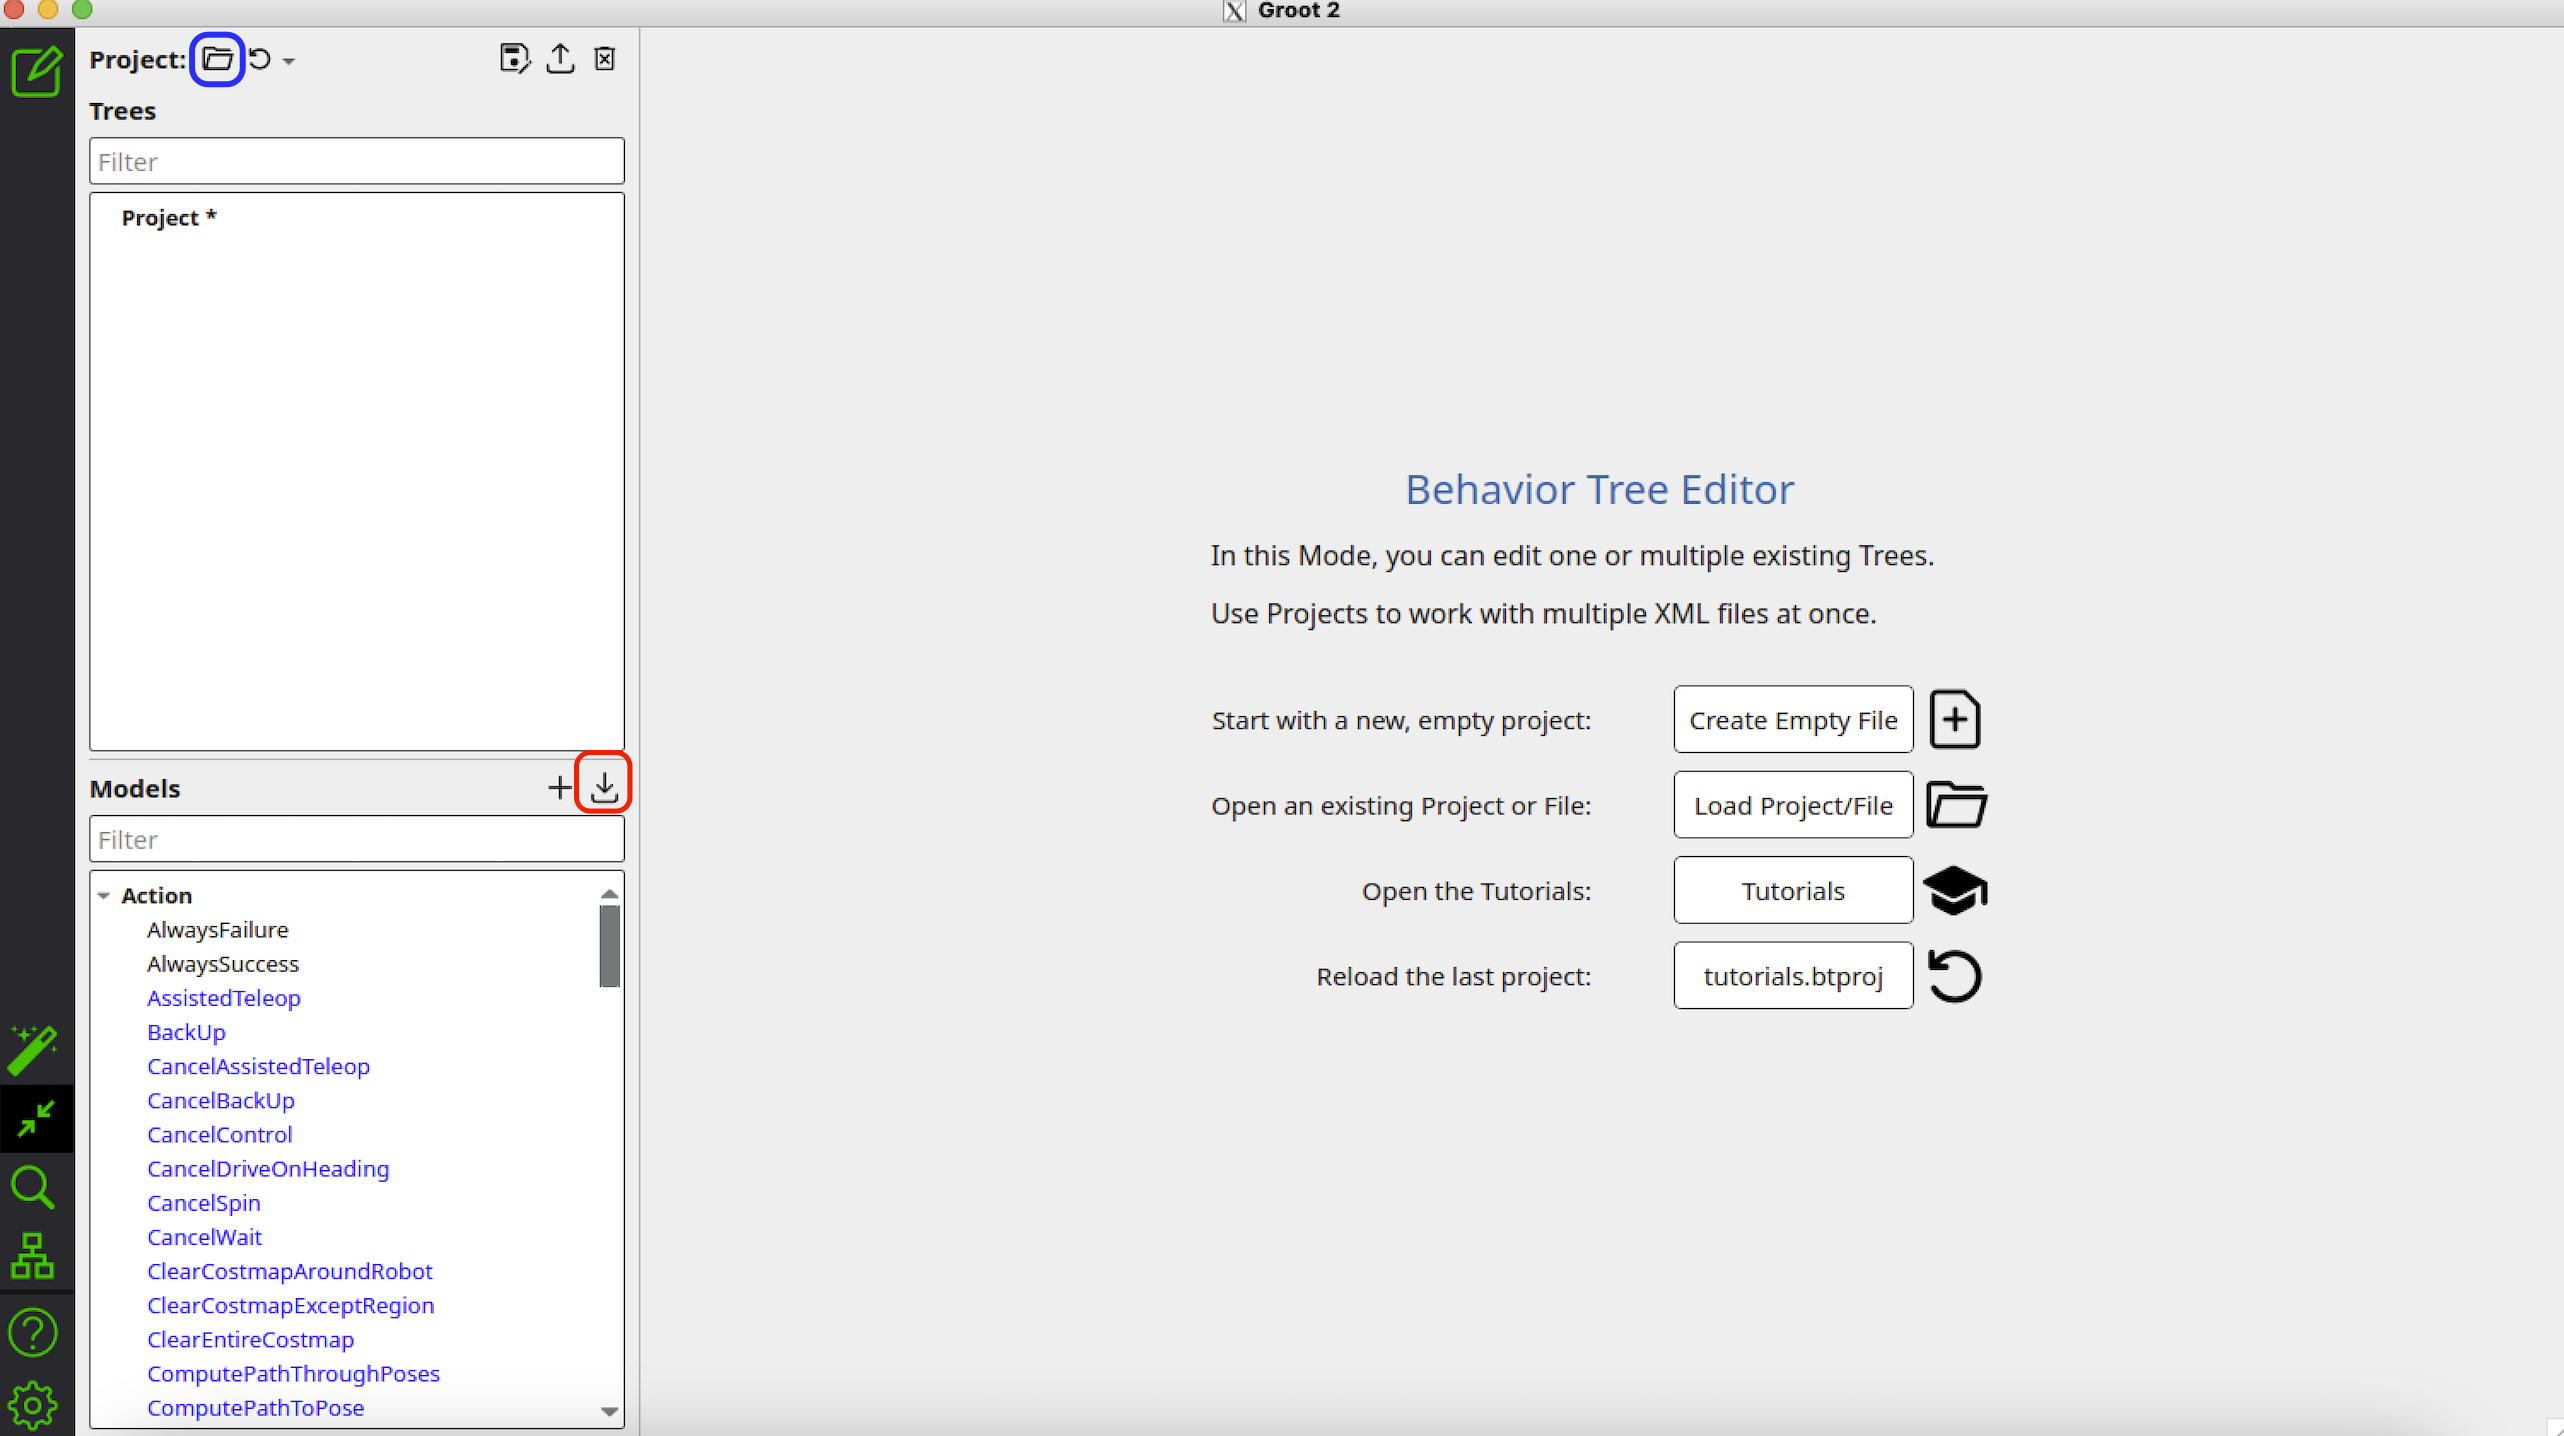 Groot 2
Project:
Trees
Filter
Project *
Models
Filter
Action
AlwaysFailure
AlwaysSuccess
AssistedTeleop
BackUp
CancelAssistedTeleop
CancelBackUp
CancelControl
CancelDriveOnHeading
CancelSpin
CancelWait
ClearCostmapAroundRobot
ClearCostmapExceptRegion
ClearEntireCostmap
ComputePathThroughPoses
ComputePathToPose
Behavior Tree Editor
In this Mode, you can edit one or multiple existing Trees.
Use Projects to work with multiple XML files at once.
Start with a new, empty project: Create Empty File
Open an existing Project or File: Load Project/File
Open the Tutorials: Tutorials
Reload the last project: tutorials.btproj